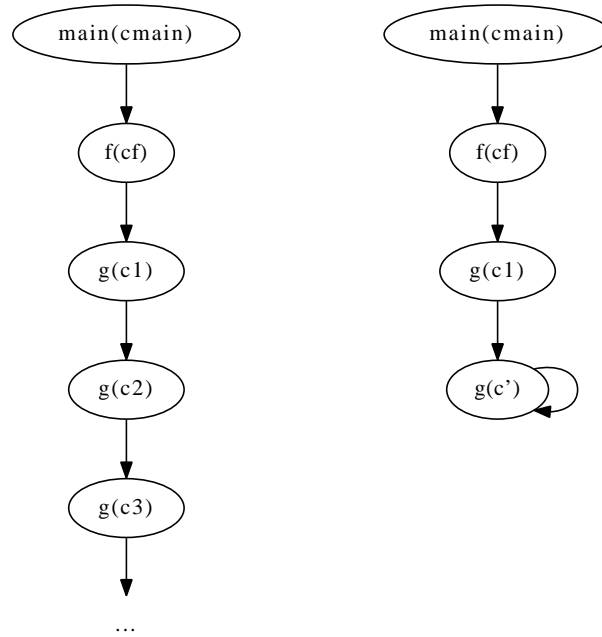 main(cmain)
f(cf)
g(c1)
g(c2)
g(c3)
...
main(cmain)
f(cf)
g(c1)
g(c’)